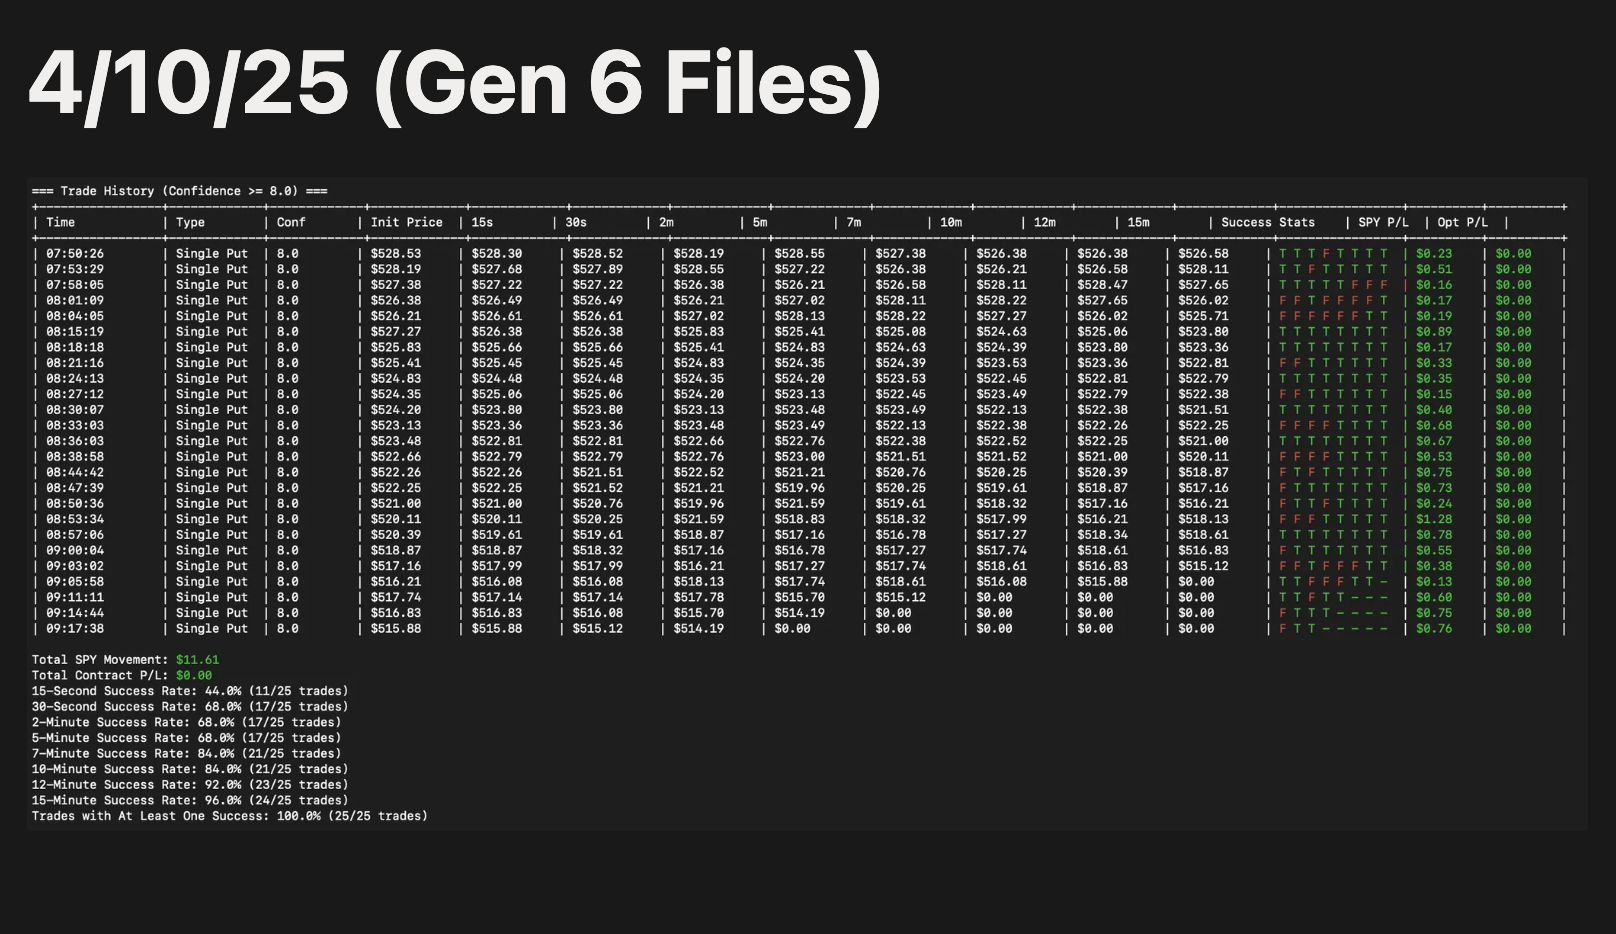 4/10/25 (Gen 6 Files)
=== Trade History (Confidence >= 8.0) ===
| Time | Type | Conf | Init Price | 15s | 30s | 2m | 5m | 7m | 10m | 12m | 15m | Success Stats | SPY P/L | Opt P/L |
| 07:50:26 | Single Put | 8.0 | $528.53 | $528.30 | $528.52 | $528.19 | $528.55 | $527.38 | $526.38 | $526.38 | $526.58 | T T T F T T T T | $0.23 | $0.00 |
| 07:53:29 | Single Put | 8.0 | $528.19 | $527.68 | $527.89 | $528.55 | $527.22 | $526.38 | $526.21 | $526.58 | $528.11 | T T F T T T T T | $0.51 | $0.00 |
| 07:58:05 | Single Put | 8.0 | $527.38 | $527.22 | $527.22 | $526.38 | $526.21 | $526.58 | $528.11 | $528.47 | $527.65 | T T T T T F F F | $0.16 | $0.00 |
| 08:01:09 | Single Put | 8.0 | $526.38 | $526.49 | $526.49 | $526.21 | $527.02 | $528.11 | $528.22 | $527.65 | $526.02 | F F T F F F F T | $0.17 | $0.00 |
| 08:04:05 | Single Put | 8.0 | $526.21 | $526.61 | $526.61 | $527.02 | $528.13 | $528.22 | $527.27 | $526.02 | $525.71 | F F F F F F T T | $0.19 | $0.00 |
| 08:15:19 | Single Put | 8.0 | $527.27 | $526.38 | $526.38 | $525.83 | $525.41 | $525.08 | $524.63 | $525.06 | $523.80 | T T T T T T T T | $0.89 | $0.00 |
| 08:18:18 | Single Put | 8.0 | $525.83 | $525.66 | $525.66 | $525.41 | $524.83 | $524.63 | $524.39 | $523.80 | $523.36 | T T T T T T T T | $0.17 | $0.00 |
| 08:21:16 | Single Put | 8.0 | $525.41 | $525.45 | $525.45 | $524.83 | $524.35 | $524.39 | $523.53 | $523.36 | $522.81 | F F T T T T T T | $0.33 | $0.00 |
| 08:24:13 | Single Put | 8.0 | $524.83 | $524.48 | $524.48 | $524.35 | $524.20 | $523.53 | $522.45 | $522.81 | $522.79 | T T T T T T T T | $0.35 | $0.00 |
| 08:27:12 | Single Put | 8.0 | $524.35 | $525.06 | $525.06 | $524.20 | $523.13 | $522.45 | $523.49 | $522.79 | $522.38 | F F T T T T T T | $0.15 | $0.00 |
| 08:30:07 | Single Put | 8.0 | $524.20 | $523.80 | $523.80 | $523.13 | $523.48 | $523.49 | $522.13 | $522.38 | $521.51 | T T T T T T T T | $0.40 | $0.00 |
| 08:33:03 | Single Put | 8.0 | $523.13 | $523.36 | $523.36 | $523.48 | $523.49 | $522.13 | $522.38 | $522.26 | $522.25 | F F F F T T T T | $0.68 | $0.00 |
| 08:36:03 | Single Put | 8.0 | $523.48 | $522.81 | $522.81 | $522.66 | $522.76 | $522.38 | $522.52 | $522.25 | $521.00 | T T T T T T T T | $0.67 | $0.00 |
| 08:38:58 | Single Put | 8.0 | $522.66 | $522.79 | $522.79 | $522.76 | $523.00 | $521.51 | $521.52 | $521.00 | $520.11 | F F F F T T T T | $0.53 | $0.00 |
| 08:44:42 | Single Put | 8.0 | $522.26 | $522.26 | $521.51 | $522.52 | $521.21 | $520.76 | $520.25 | $520.39 | $518.87 | F T F T T T T T | $0.75 | $0.00 |
| 08:47:39 | Single Put | 8.0 | $522.25 | $522.25 | $521.52 | $521.21 | $519.96 | $520.25 | $519.61 | $518.87 | $517.16 | F T T T T T T T | $0.73 | $0.00 |
| 08:50:36 | Single Put | 8.0 | $521.00 | $521.00 | $520.76 | $519.96 | $521.59 | $519.61 | $518.32 | $517.16 | $516.21 | F T T F T T T T | $0.24 | $0.00 |
| 08:53:34 | Single Put | 8.0 | $520.11 | $520.11 | $520.25 | $521.59 | $518.83 | $518.32 | $517.99 | $516.21 | $518.13 | F F F T T T T T | $1.28 | $0.00 |
| 08:57:06 | Single Put | 8.0 | $520.39 | $519.61 | $519.61 | $518.87 | $517.16 | $516.78 | $517.27 | $518.34 | $518.61 | T T T T T T T T | $0.78 | $0.00 |
| 09:00:04 | Single Put | 8.0 | $518.87 | $518.87 | $518.32 | $517.16 | $516.78 | $517.27 | $517.74 | $518.61 | $516.83 | F T T T T T T T | $0.55 | $0.00 |
| 09:03:02 | Single Put | 8.0 | $517.16 | $517.99 | $517.99 | $516.21 | $517.27 | $517.74 | $518.61 | $516.83 | $515.12 | F F T F F F T T | $0.38 | $0.00 |
| 09:05:58 | Single Put | 8.0 | $516.21 | $516.08 | $516.08 | $518.13 | $517.74 | $518.61 | $516.08 | $515.88 | $0.00 | T T F F F T T – | $0.13 | $0.00 |
| 09:11:11 | Single Put | 8.0 | $517.74 | $517.14 | $517.14 | $517.78 | $515.70 | $515.12 | $0.00 | $0.00 | $0.00 | T T F T T – – – | $0.60 | $0.00 |
| 09:14:44 | Single Put | 8.0 | $516.83 | $516.83 | $516.08 | $515.70 | $514.19 | $0.00 | $0.00 | $0.00 | $0.00 | F T T T – – – – | $0.75 | $0.00 |
| 09:17:38 | Single Put | 8.0 | $515.88 | $515.88 | $515.12 | $514.19 | $0.00 | $0.00 | $0.00 | $0.00 | $0.00 | F T T – – – – – | $0.76 | $0.00 |
Total SPY Movement: $11.61
Total Contract P/L: $0.00
15-Second Success Rate: 44.0% (11/25 trades)
30-Second Success Rate: 68.0% (17/25 trades)
2-Minute Success Rate: 68.0% (17/25 trades)
5-Minute Success Rate: 68.0% (17/25 trades)
7-Minute Success Rate: 84.0% (21/25 trades)
10-Minute Success Rate: 84.0% (21/25 trades)
12-Minute Success Rate: 92.0% (23/25 trades)
15-Minute Success Rate: 96.0% (24/25 trades)
Trades with At Least One Success: 100.0% (25/25 trades)